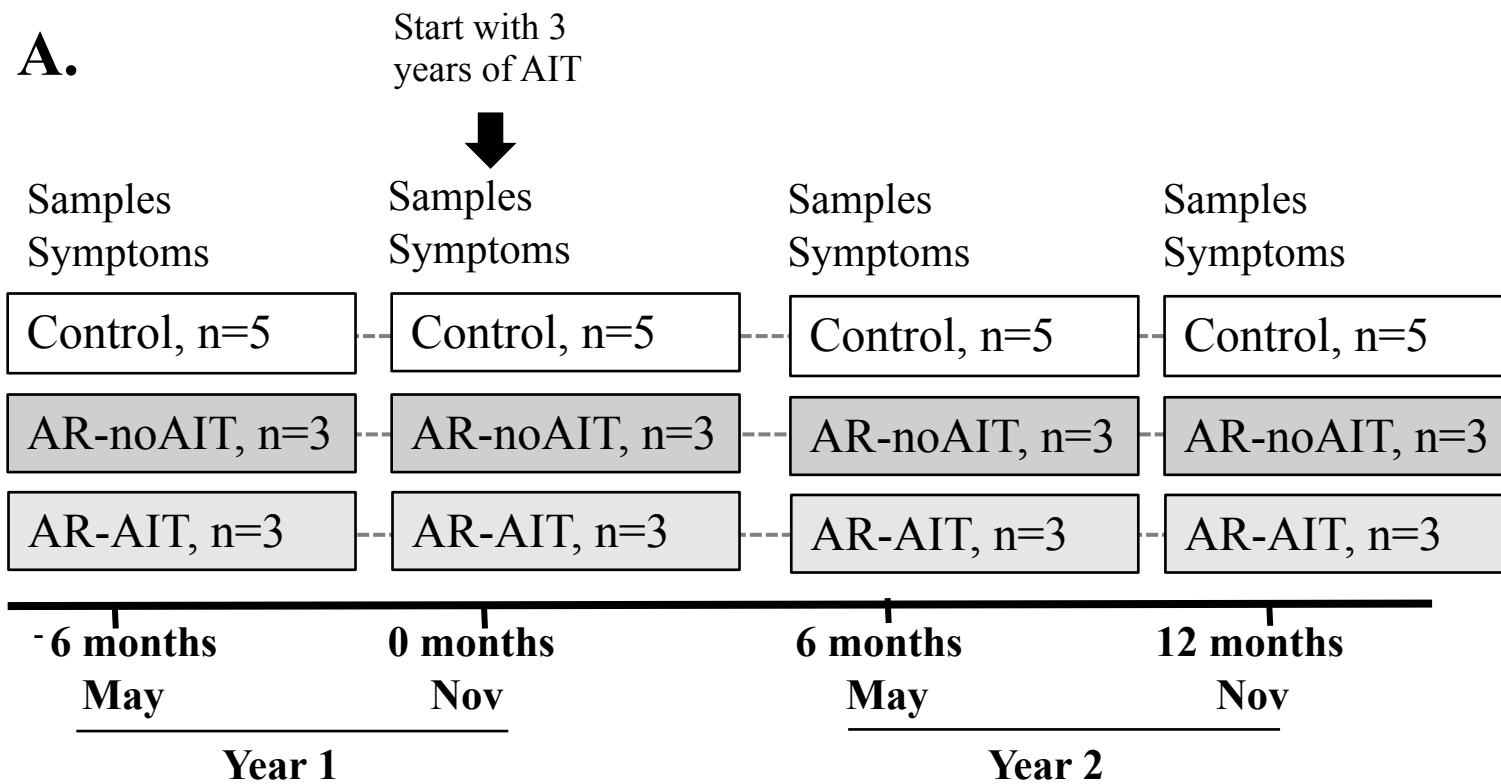 A.
Start with 3
years of AIT
Samples
Symptoms
Samples
Symptoms
Samples
Symptoms
Samples
Symptoms
Control, n=5
Control, n=5
Control, n=5
Control, n=5
AR-noAIT, n=3
AR-noAIT, n=3
AR-noAIT, n=3
AR-noAIT, n=3
AR-AIT, n=3
AR-AIT, n=3
AR-AIT, n=3
AR-AIT, n=3
-6 months
0 months
6 months
12 months
May
Nov
May
Nov
Year 1
Year 2